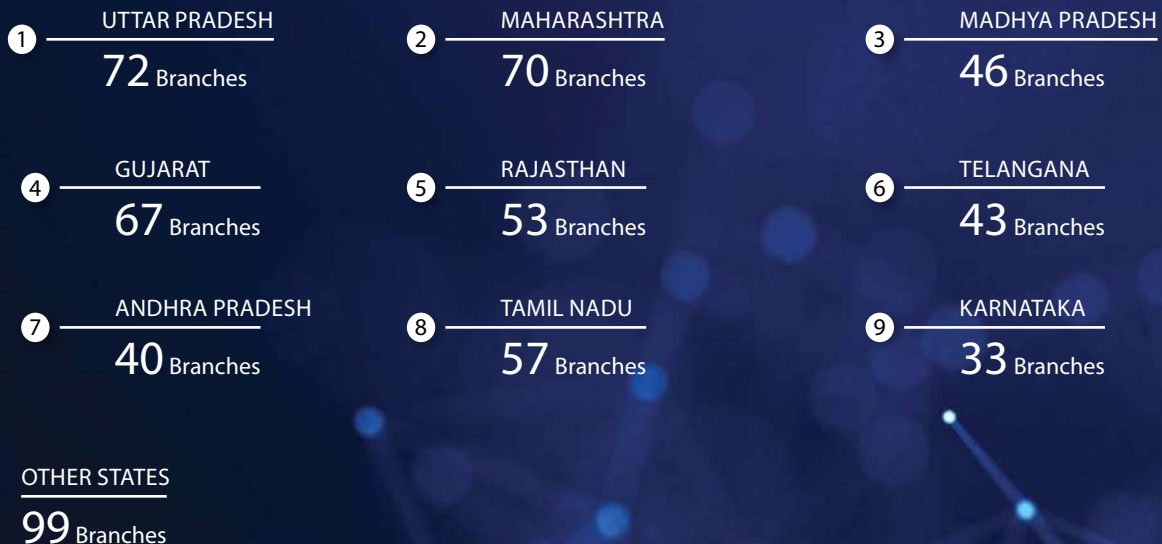 1
UTTAR PRADESH
72 Branches
2
MAHARASHTRA
70 Branches
3
MADHYA PRADESH
46 Branches
4
GUJARAT
67 Branches
5
RAJASTHAN
53 Branches
6
TELANGANA
43 Branches
7
ANDHRA PRADESH
40 Branches
8
TAMIL NADU
57 Branches
9
KARNATAKA
33 Branches
OTHER STATES
99 Branches